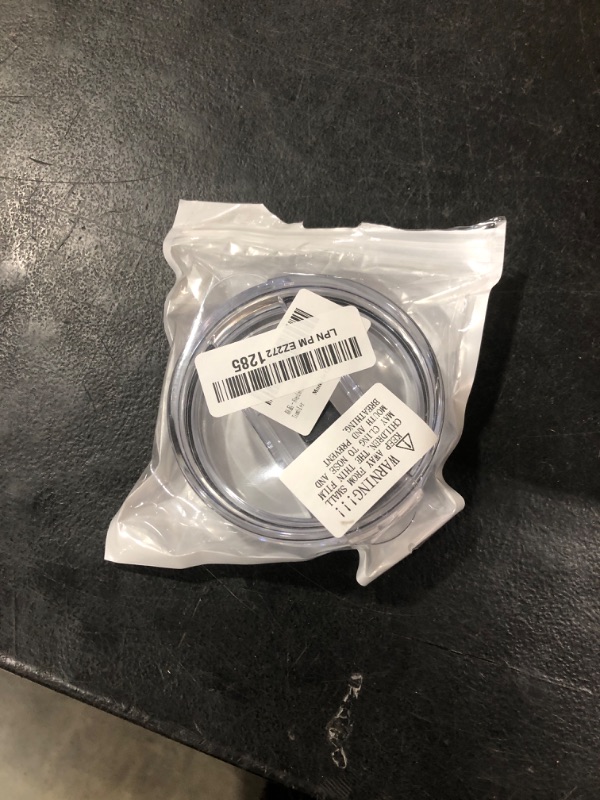 LPN PM EZ2721285
WARNING!!!!
KEEP AWAY FROM SMALL
CHILDREN. THE THIN FILM
MAY CLING TO NOSE AND
MOUTH AND PREVENT
BREATHING.